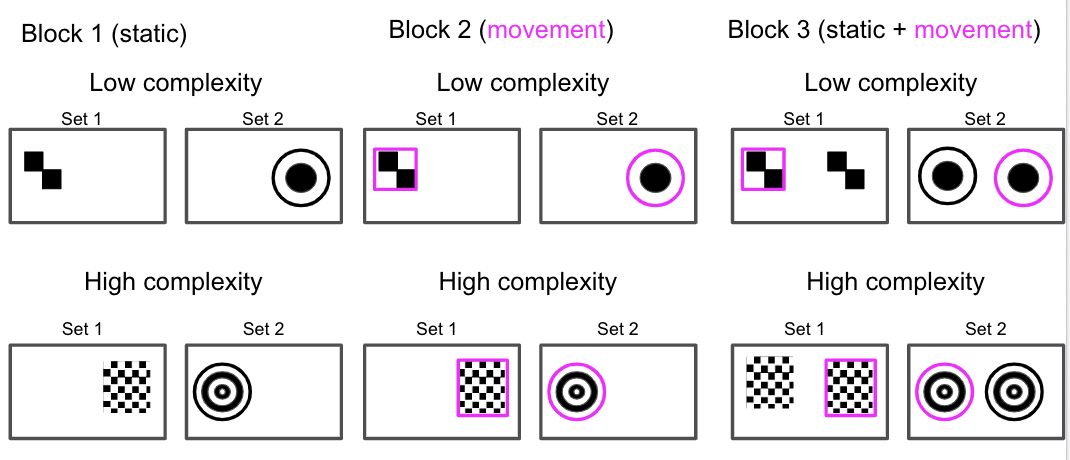 Block 1 (static)
Block 2 (movement)
Block 3 (static + movement)
Low complexity
Low complexity
Low complexity
Set 1
Set 2
Set 1
Set 2
Set 1
Set 2
High complexity
High complexity
High complexity
Set 1
Set 2
Set 1
Set 2
Set 1
Set 2